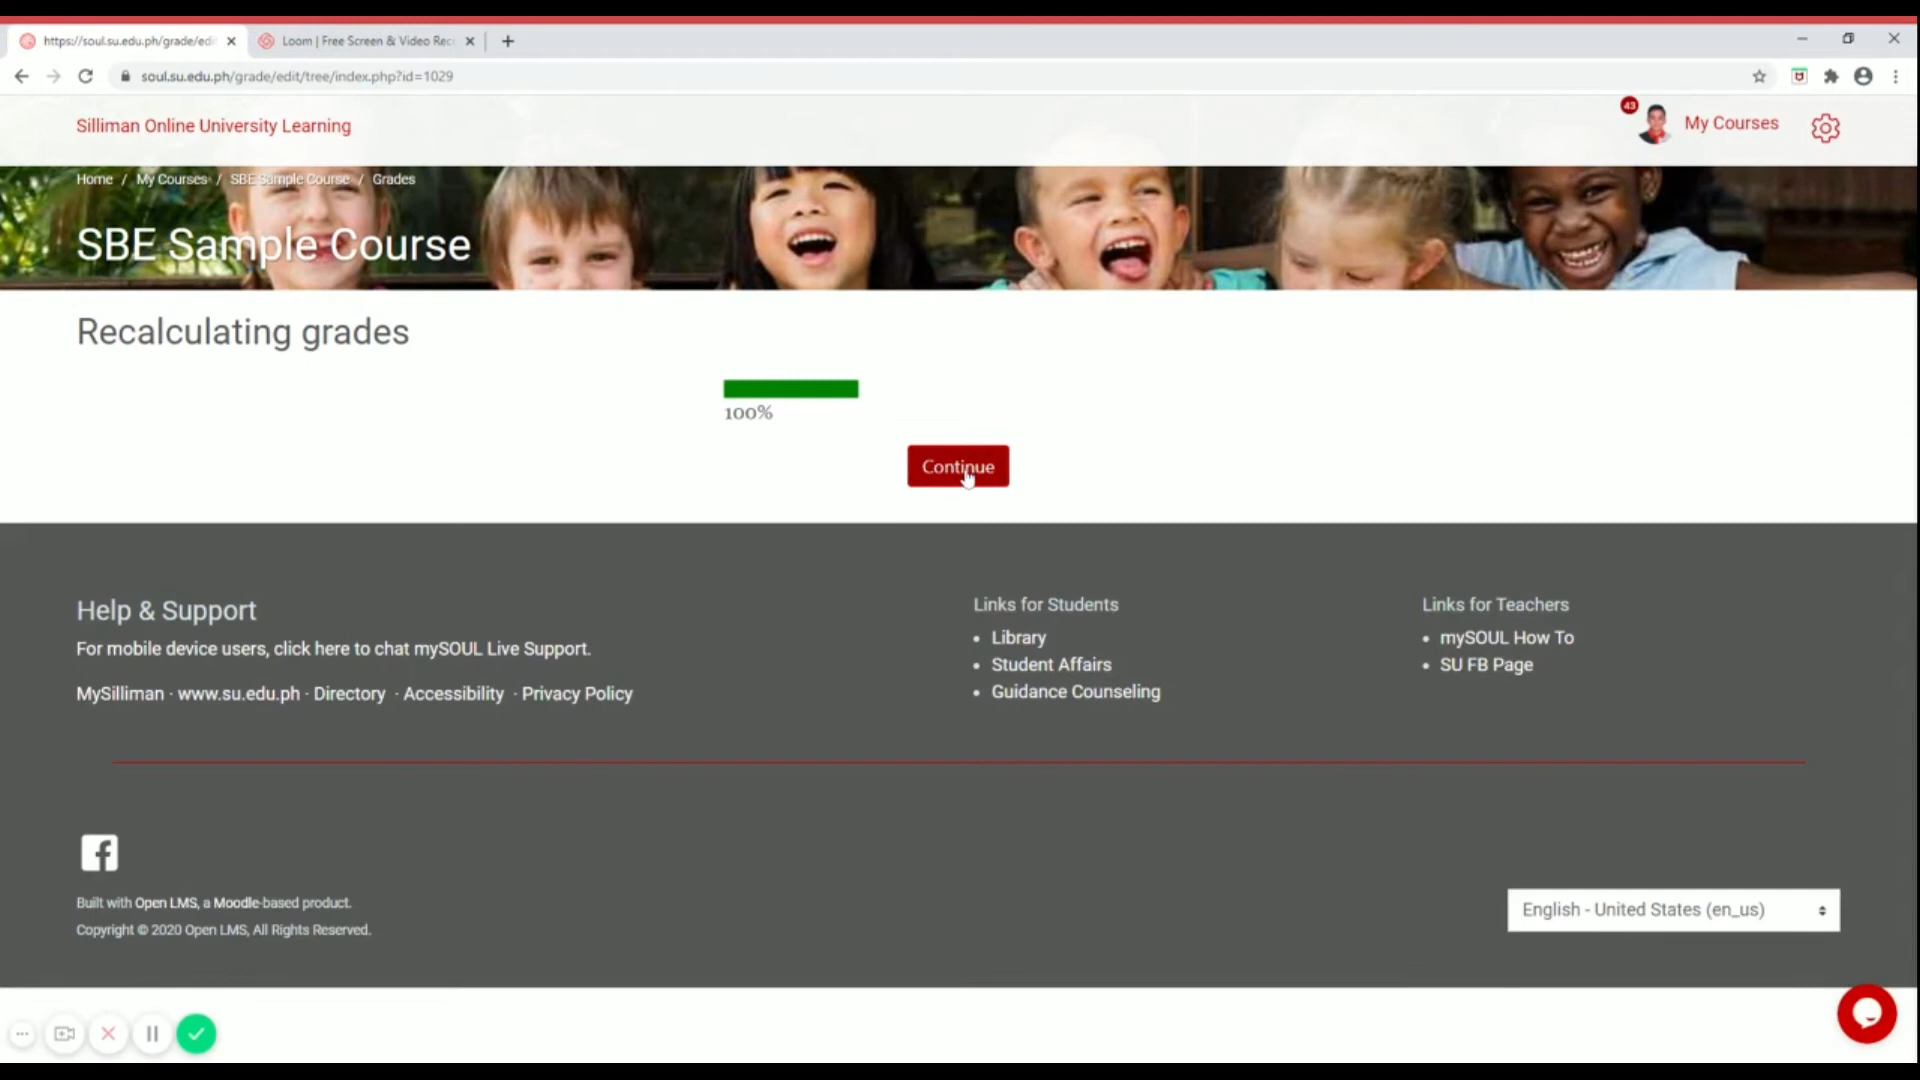 https://soul.su.edu.ph/grade/edi
Loom | Free Screen & Video Rec
soul.su.edu.ph/grade/edit/tree/index.php?id=1029
Silliman Online University Learning
43
My Courses
Home / My Courses / SBE Sample Course / Grades
SBE Sample Course
Recalculating grades
100%
Continue
Help & Support
For mobile device users, click here to chat mySOUL Live Support.
MySilliman · www.su.edu.ph · Directory · Accessibility · Privacy Policy
Links for Students
• Library
• Student Affairs
• Guidance Counseling
Links for Teachers
• mySOUL How To
• SU FB Page
Built with Open LMS, a Moodle-based product.
Copyright © 2020 Open LMS, All Rights Reserved.
English - United States (en_us)